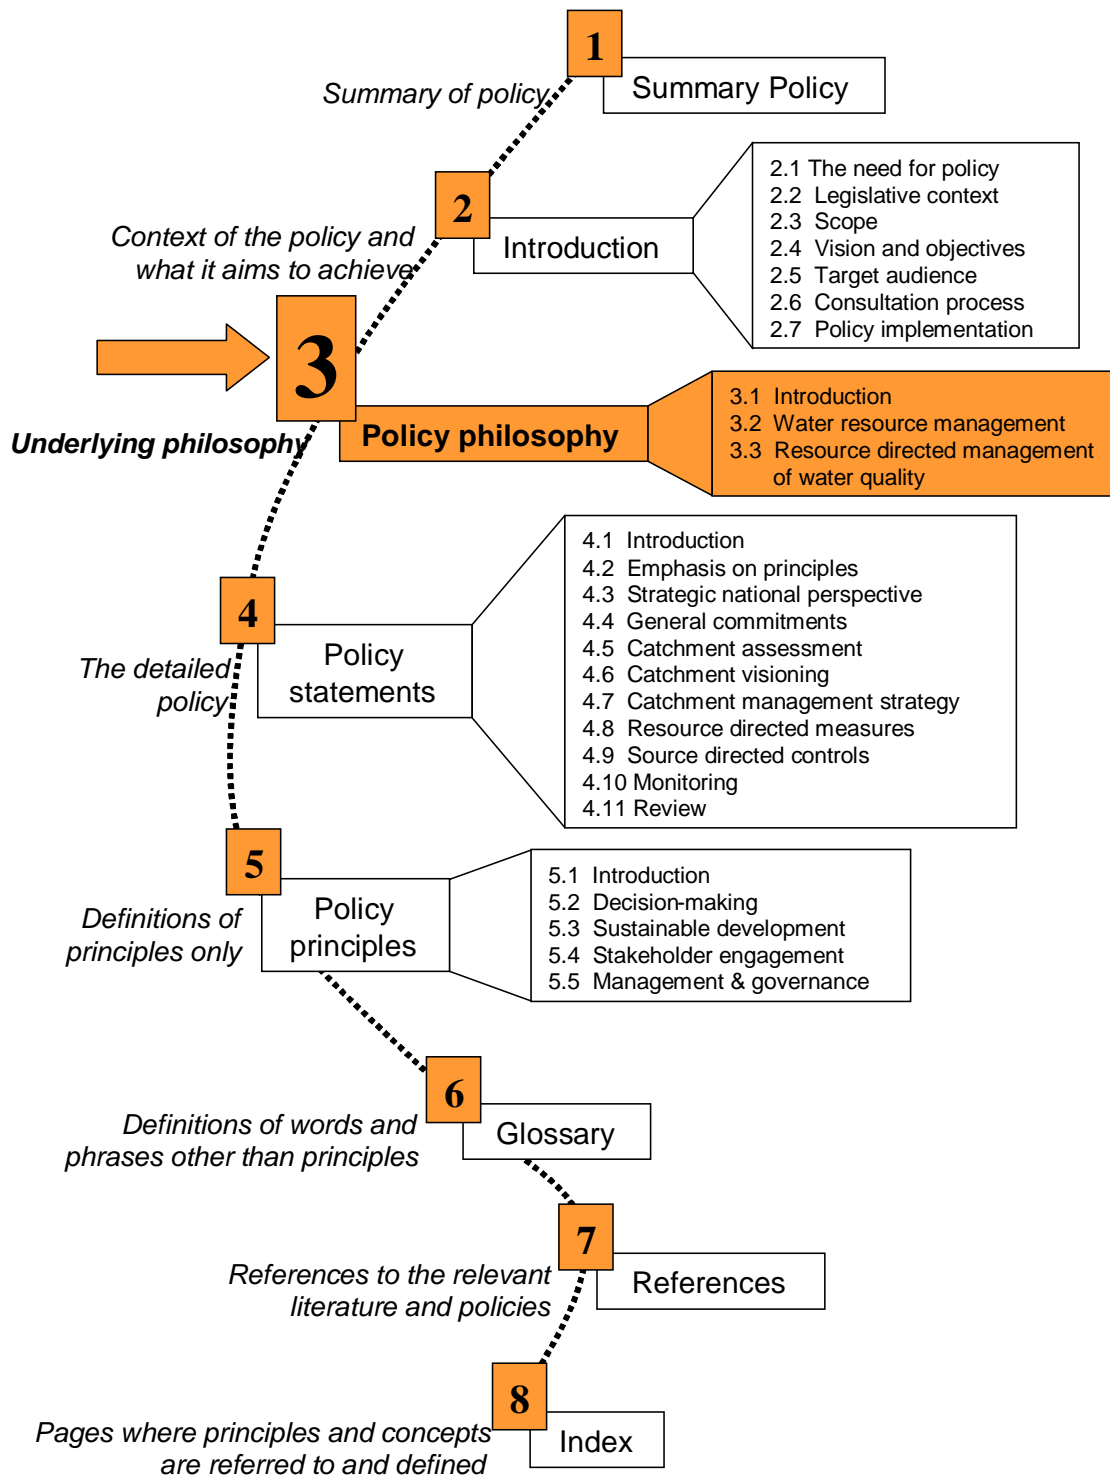 1
Summary Policy
Summary of policy
2
Introduction
2.1 The need for policy
2.2 Legislative context
2.3 Scope
2.4 Vision and objectives
2.5 Target audience
2.6 Consultation process
2.7 Policy implementation
Context of the policy and
what it aims to achieve
3
Policy philosophy
3.1 Introduction
3.2 Water resource management
3.3 Resource directed management
of water quality
Underlying philosophy
4
Policy
statements
4.1 Introduction
4.2 Emphasis on principles
4.3 Strategic national perspective
4.4 General commitments
4.5 Catchment assessment
4.6 Catchment visioning
4.7 Catchment management strategy
4.8 Resource directed measures
4.9 Source directed controls
4.10 Monitoring
4.11 Review
The detailed
policy
5
Policy
principles
5.1 Introduction
5.2 Decision-making
5.3 Sustainable development
5.4 Stakeholder engagement
5.5 Management & governance
Definitions of
principles only
6
Glossary
Definitions of words and
phrases other than principles
7
References
References to the relevant
literature and policies
8
Index
Pages where principles and concepts
are referred to and defined